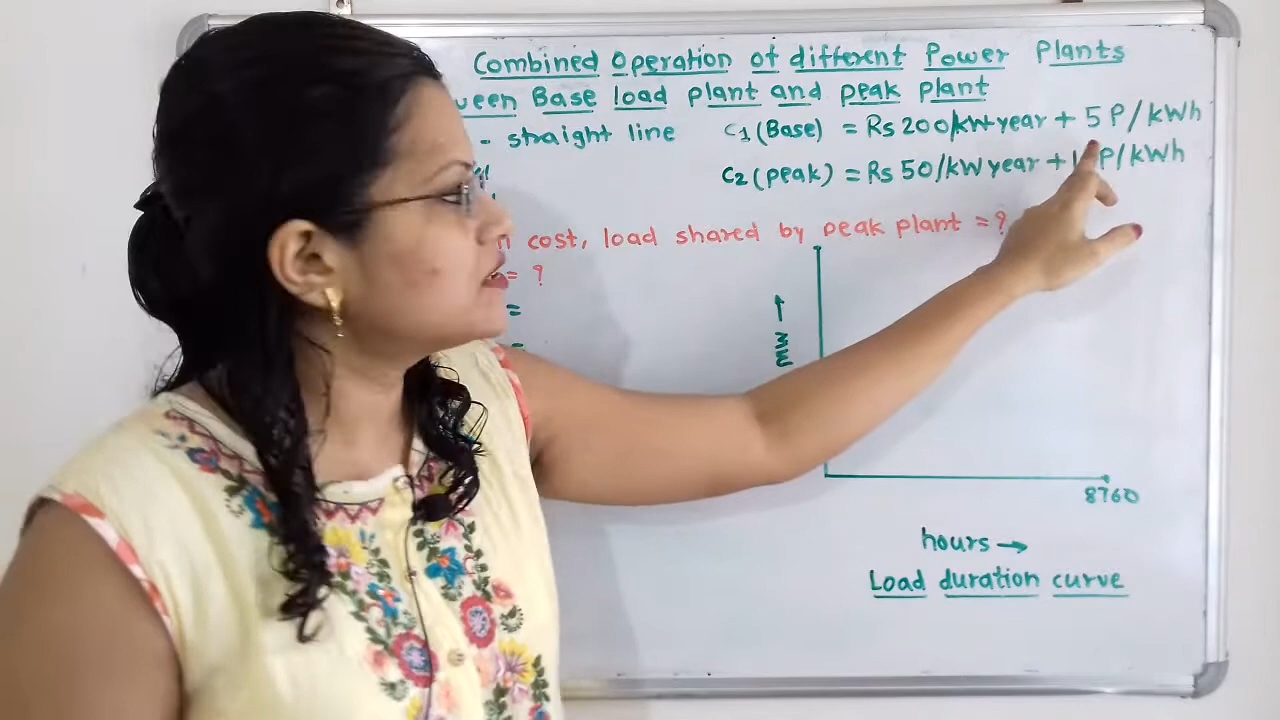 Combined Operation of different Power Plants
Base load plant and peak plant
- straight line C1 (Base) = Rs 200/kW year + 5 P/kWh
C2 (peak) = Rs 50/kW year + P/kWh
cost, load shared by peak plant = ?
= ?
=
=
MW
8760
hours →
Load duration curve